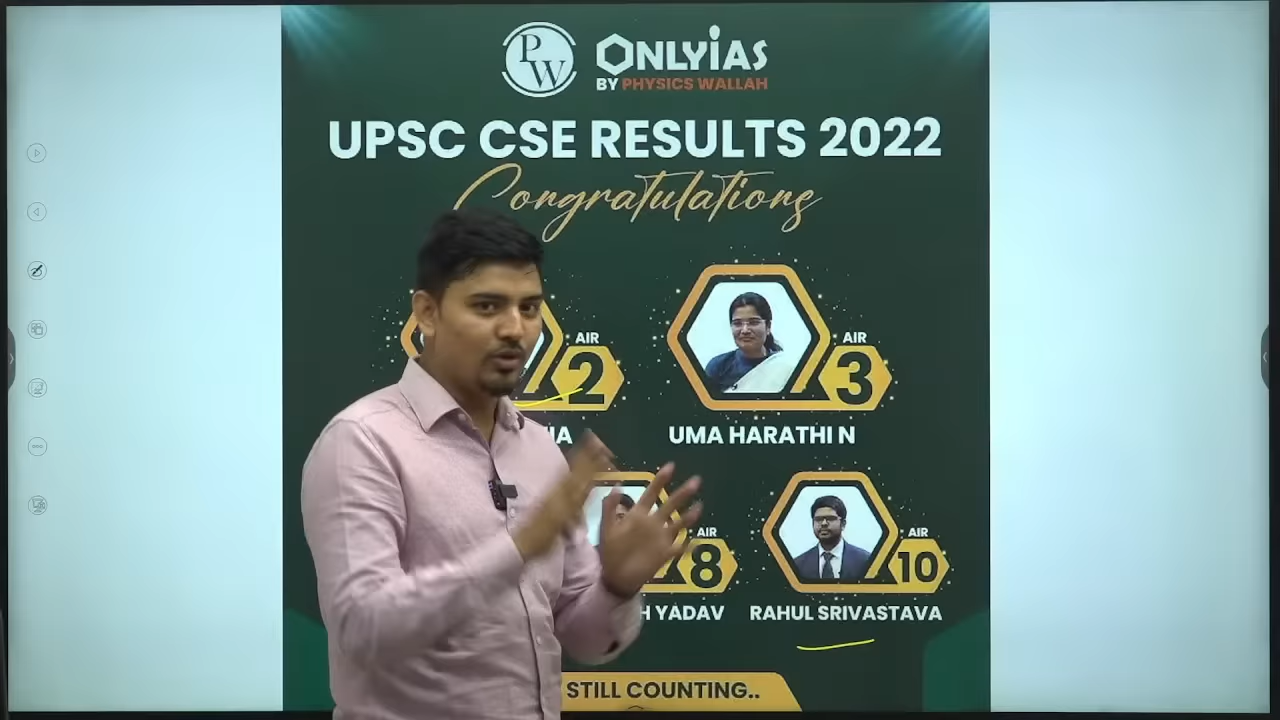 PW
ONLYIAS
BY PHYSICS WALLAH
UPSC CSE RESULTS 2022
Congratulations
AIR
2
AIR
3
UMA HARATHI N
AIR
8
AIR
10
YADAV
RAHUL SRIVASTAVA
STILL COUNTING..